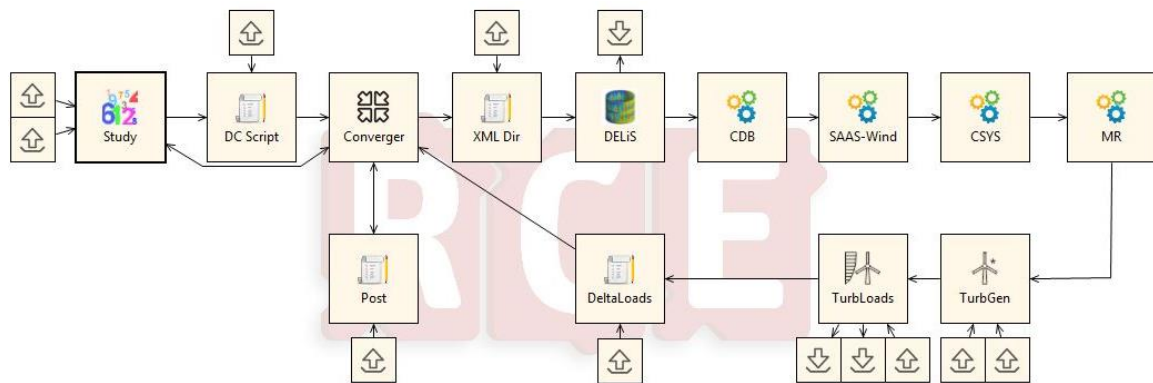 Study
DC Script
Converger
XML Dir
DELiS
CDB
SAAS-Wind
CSYS
MR
RCE
Post
DeltaLoads
TurbLoads
TurbGen